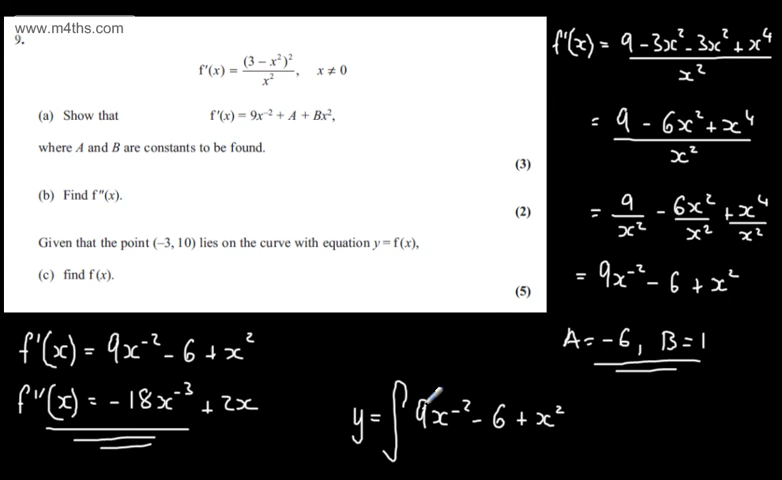 www.m4ths.com
9.
f′(x) = (3 − x²)² / x², x ≠ 0
(a) Show that f′(x) = 9x⁻² + A + Bx²,
where A and B are constants to be found.
(3)
(b) Find f″(x).
(2)
Given that the point (−3, 10) lies on the curve with equation y = f(x),
(c) find f(x).
(5)
f'(x) = 9 - 3x² - 3x² + x⁴ / x²
= 9 - 6x² + x⁴ / x²
= 9/x² - 6x²/x² + x⁴/x²
= 9x⁻² - 6 + x²
A = -6, B = 1
f'(x) = 9x⁻² - 6 + x²
f''(x) = -18x⁻³ + 2x
y = ∫ 9x⁻² - 6 + x²